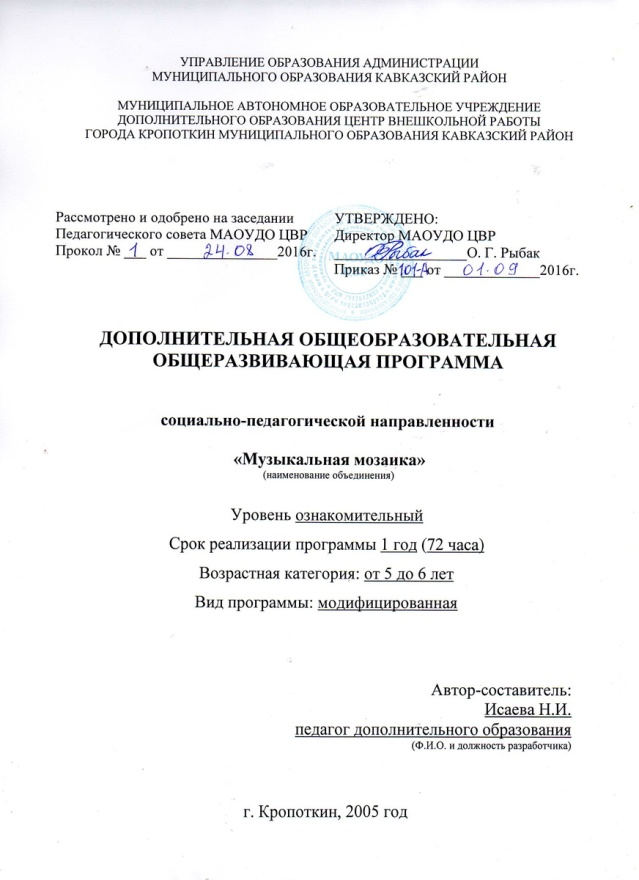 УПРАВЛЕНИЕ ОБРАЗОВАНИЯ АДМИНИСТРАЦИИ
МУНИЦИПАЛЬНОГО ОБРАЗОВАНИЯ КАВКАЗСКИЙ РАЙОН
МУНИЦИПАЛЬНОЕ АВТОНОМНОЕ ОБРАЗОВАТЕЛЬНОЕ УЧРЕЖДЕНИЕ
ДОПОЛНИТЕЛЬНОГО ОБРАЗОВАНИЯ ЦЕНТР ВНЕШКОЛЬНОЙ РАБОТЫ
ГОРОДА КРОПОТКИН МУНИЦИПАЛЬНОГО ОБРАЗОВАНИЯ КАВКАЗСКИЙ РАЙОН
Рассмотрено и одобрено на заседании
Педагогического совета МАОУДО ЦВР
Прокол № 1 от 24.08 2016г.
УТВЕРЖДЕНО:
Директор МАОУДО ЦВР
Рыбак О. Г. Рыбак
Приказ № 101-А от 01.09 2016г.
МАОУДО
ДОПОЛНИТЕЛЬНАЯ ОБЩЕОБРАЗОВАТЕЛЬНАЯ
ОБЩЕРАЗВИВАЮЩАЯ ПРОГРАММА
социально-педагогической направленности
«Музыкальная мозаика»
(наименование объединения)
Уровень ознакомительный
Срок реализации программы 1 год (72 часа)
Возрастная категория: от 5 до 6 лет
Вид программы: модифицированная
Автор-составитель:
Исаева Н.И.
педагог дополнительного образования
(Ф.И.О. и должность разработчика)
г. Кропоткин, 2005 год